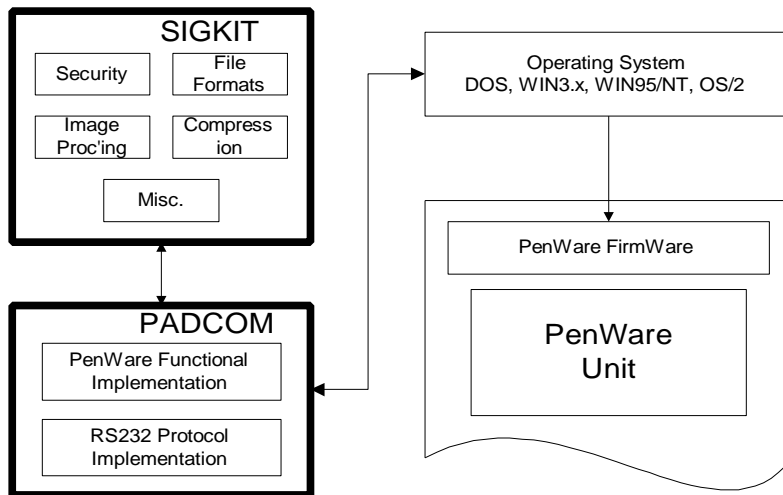 SIGKIT
Security
File
Formats
Image
Proc'ing
Compress
ion
Misc.
PADCOM
PenWare Functional
Implementation
RS232 Protocol
Implementation
Operating System
DOS, WIN3.x, WIN95/NT, OS/2
PenWare FirmWare
PenWare
Unit